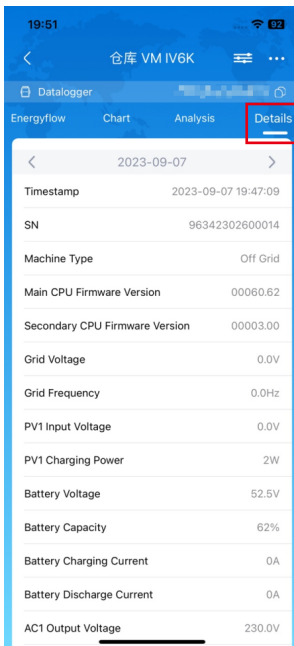 19:51
92
仓库 VM IV6K
Datalogger
Energyflow Chart Analysis Details
2023-09-07
Timestamp 2023-09-07 19:47:09
SN 96342302600014
Machine Type Off Grid
Main CPU Firmware Version 00060.62
Secondary CPU Firmware Version 00003.00
Grid Voltage 0.0V
Grid Frequency 0.0Hz
PV1 Input Voltage 0.0V
PV1 Charging Power 2W
Battery Voltage 52.5V
Battery Capacity 62%
Battery Charging Current 0A
Battery Discharge Current 0A
AC1 Output Voltage 230.0V